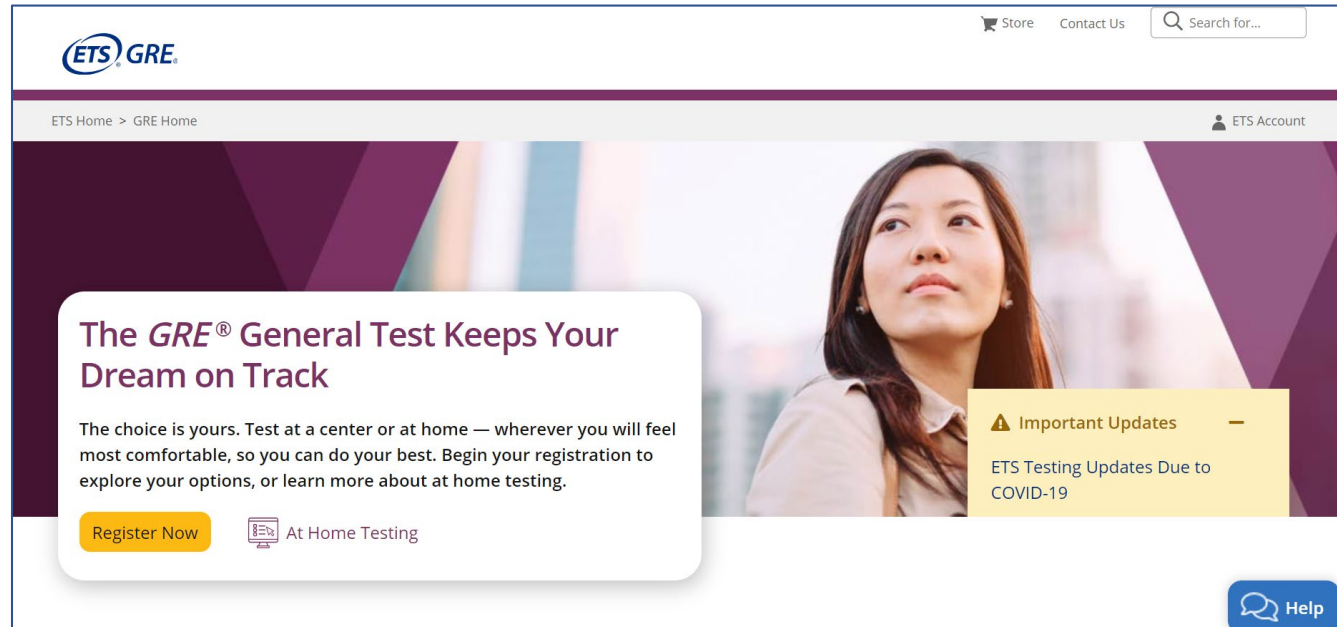 Store Contact Us Search for...
ETS® GRE®
ETS Home > GRE Home
ETS Account
The GRE® General Test Keeps Your
Dream on Track
The choice is yours. Test at a center or at home — wherever you will feel
most comfortable, so you can do your best. Begin your registration to
explore your options, or learn more about at home testing.
Register Now At Home Testing
Important Updates
ETS Testing Updates Due to
COVID-19
Help